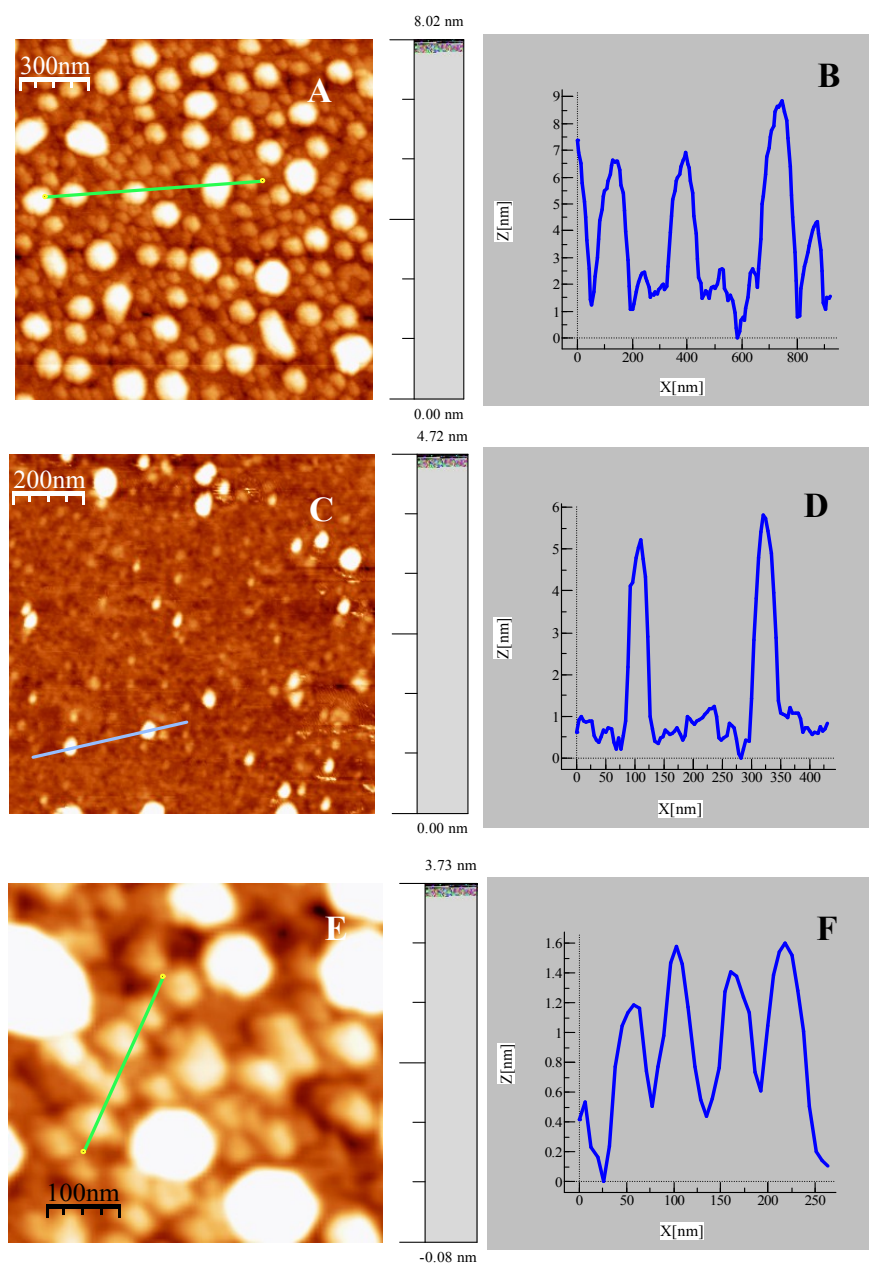 8.02 nm
300nm
A
0.00 nm
B
Z[nm]
9
8
7
6
5
4
3
2
1
0
0 200 400 600 800
X[nm]
4.72 nm
200nm
C
0.00 nm
D
Z[nm]
6
5
4
3
2
1
0
0 50 100 150 200 250 300 350 400
X[nm]
3.73 nm
E
100nm
-0.08 nm
F
Z[nm]
1.6
1.4
1.2
1
0.8
0.6
0.4
0.2
0
0 50 100 150 200 250
X[nm]